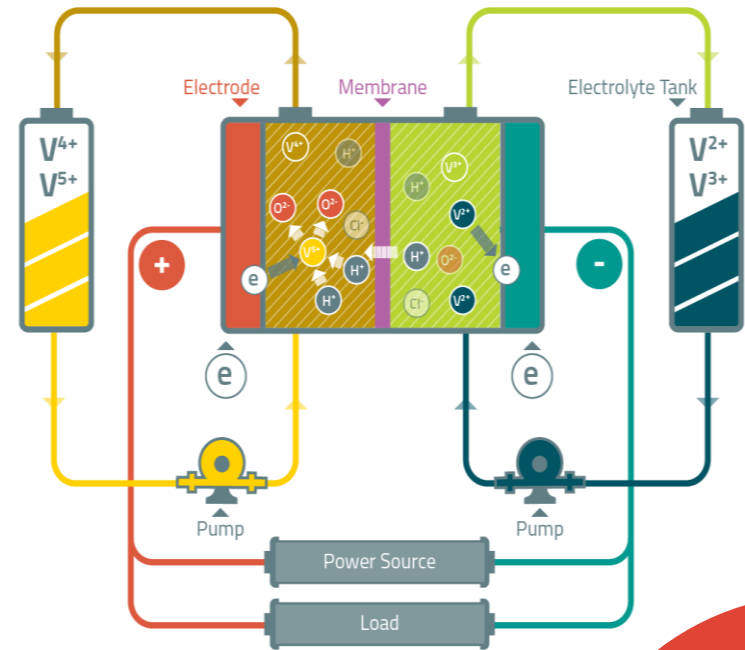 Electrode
Membrane
Electrolyte Tank
V⁴⁺
V⁵⁺
V²⁺
V³⁺
V⁴⁺
H⁺
V³⁺
H⁺
O²⁻
O²⁻
V²⁺
Cl⁻
V⁵⁺
H⁺
O²⁻
e
H⁺
e
H⁺
Cl⁻
V²⁺
+
-
e
e
Pump
Pump
Power Source
Load